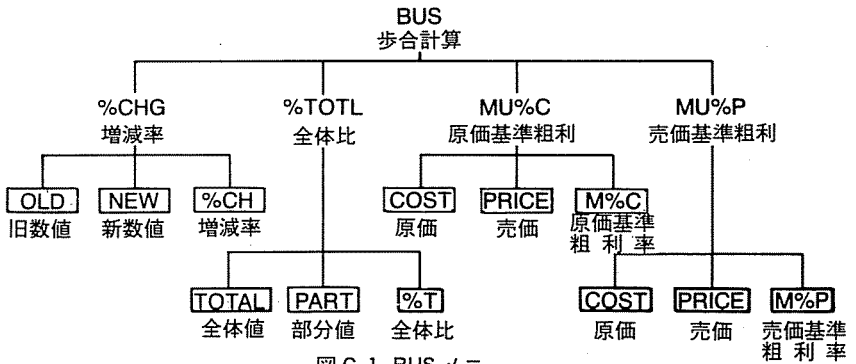 BUS
歩合計算
%CHG %TOTL MU%C MU%P
増減率 全体比 原価基準粗利 売価基準粗利
OLD NEW %CH COST PRICE M%C
旧数値 新数値 増減率 原価 売価 原価基準
粗利率
TOTAL PART %T COST PRICE M%P
全体値 部分値 全体比 原価 売価 売価基準
粗利率